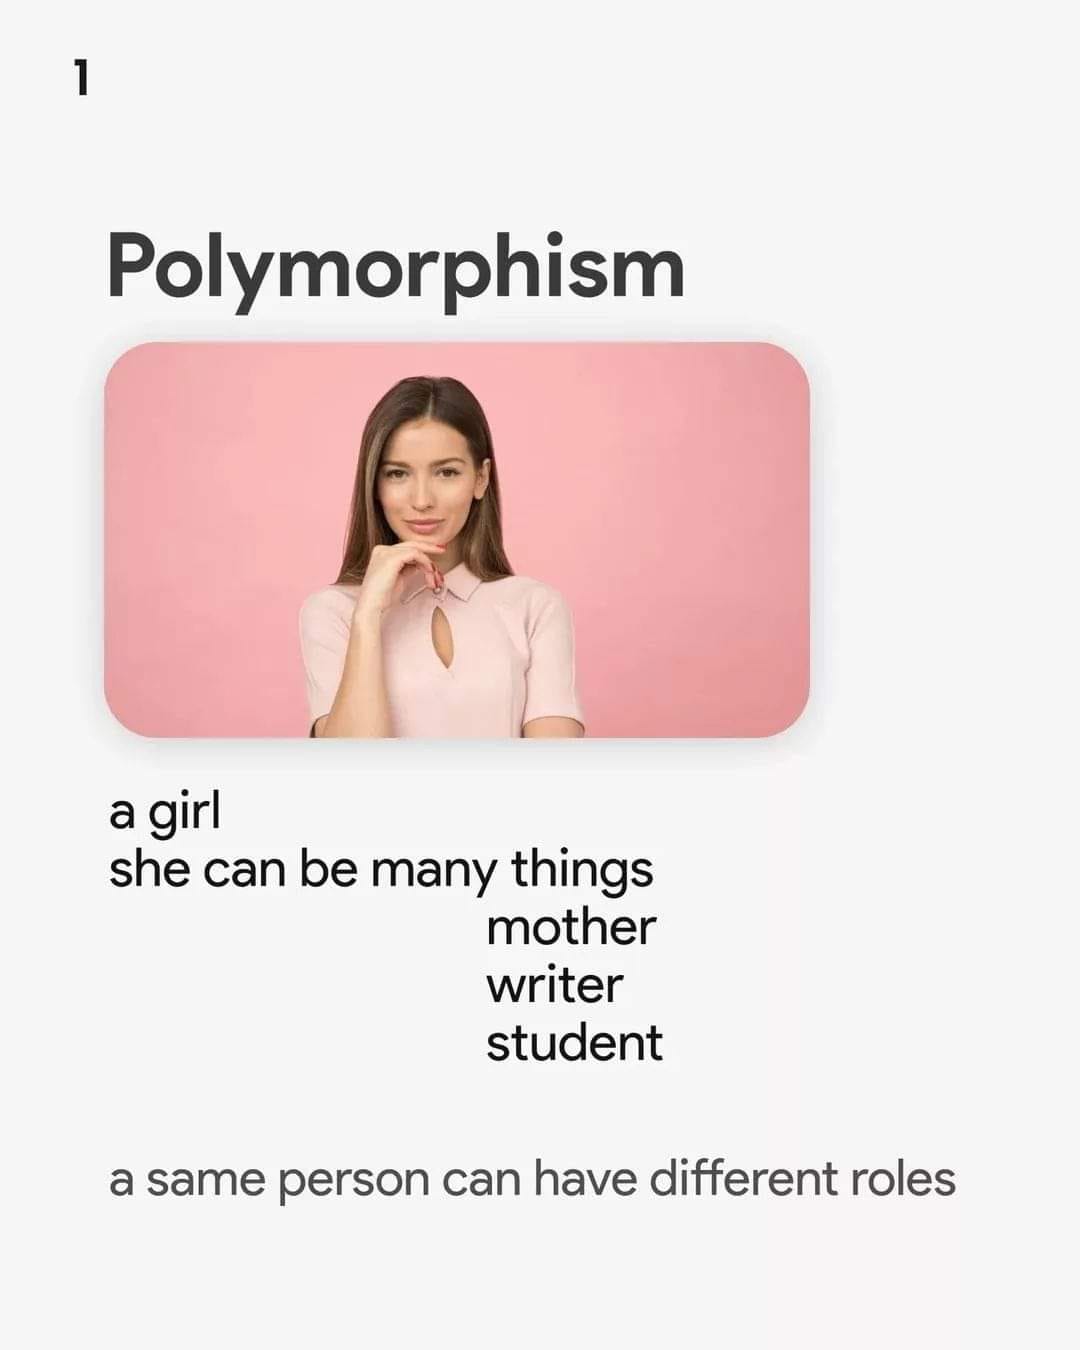 1
Polymorphism
a girl
she can be many things
mother
writer
student
a same person can have different roles